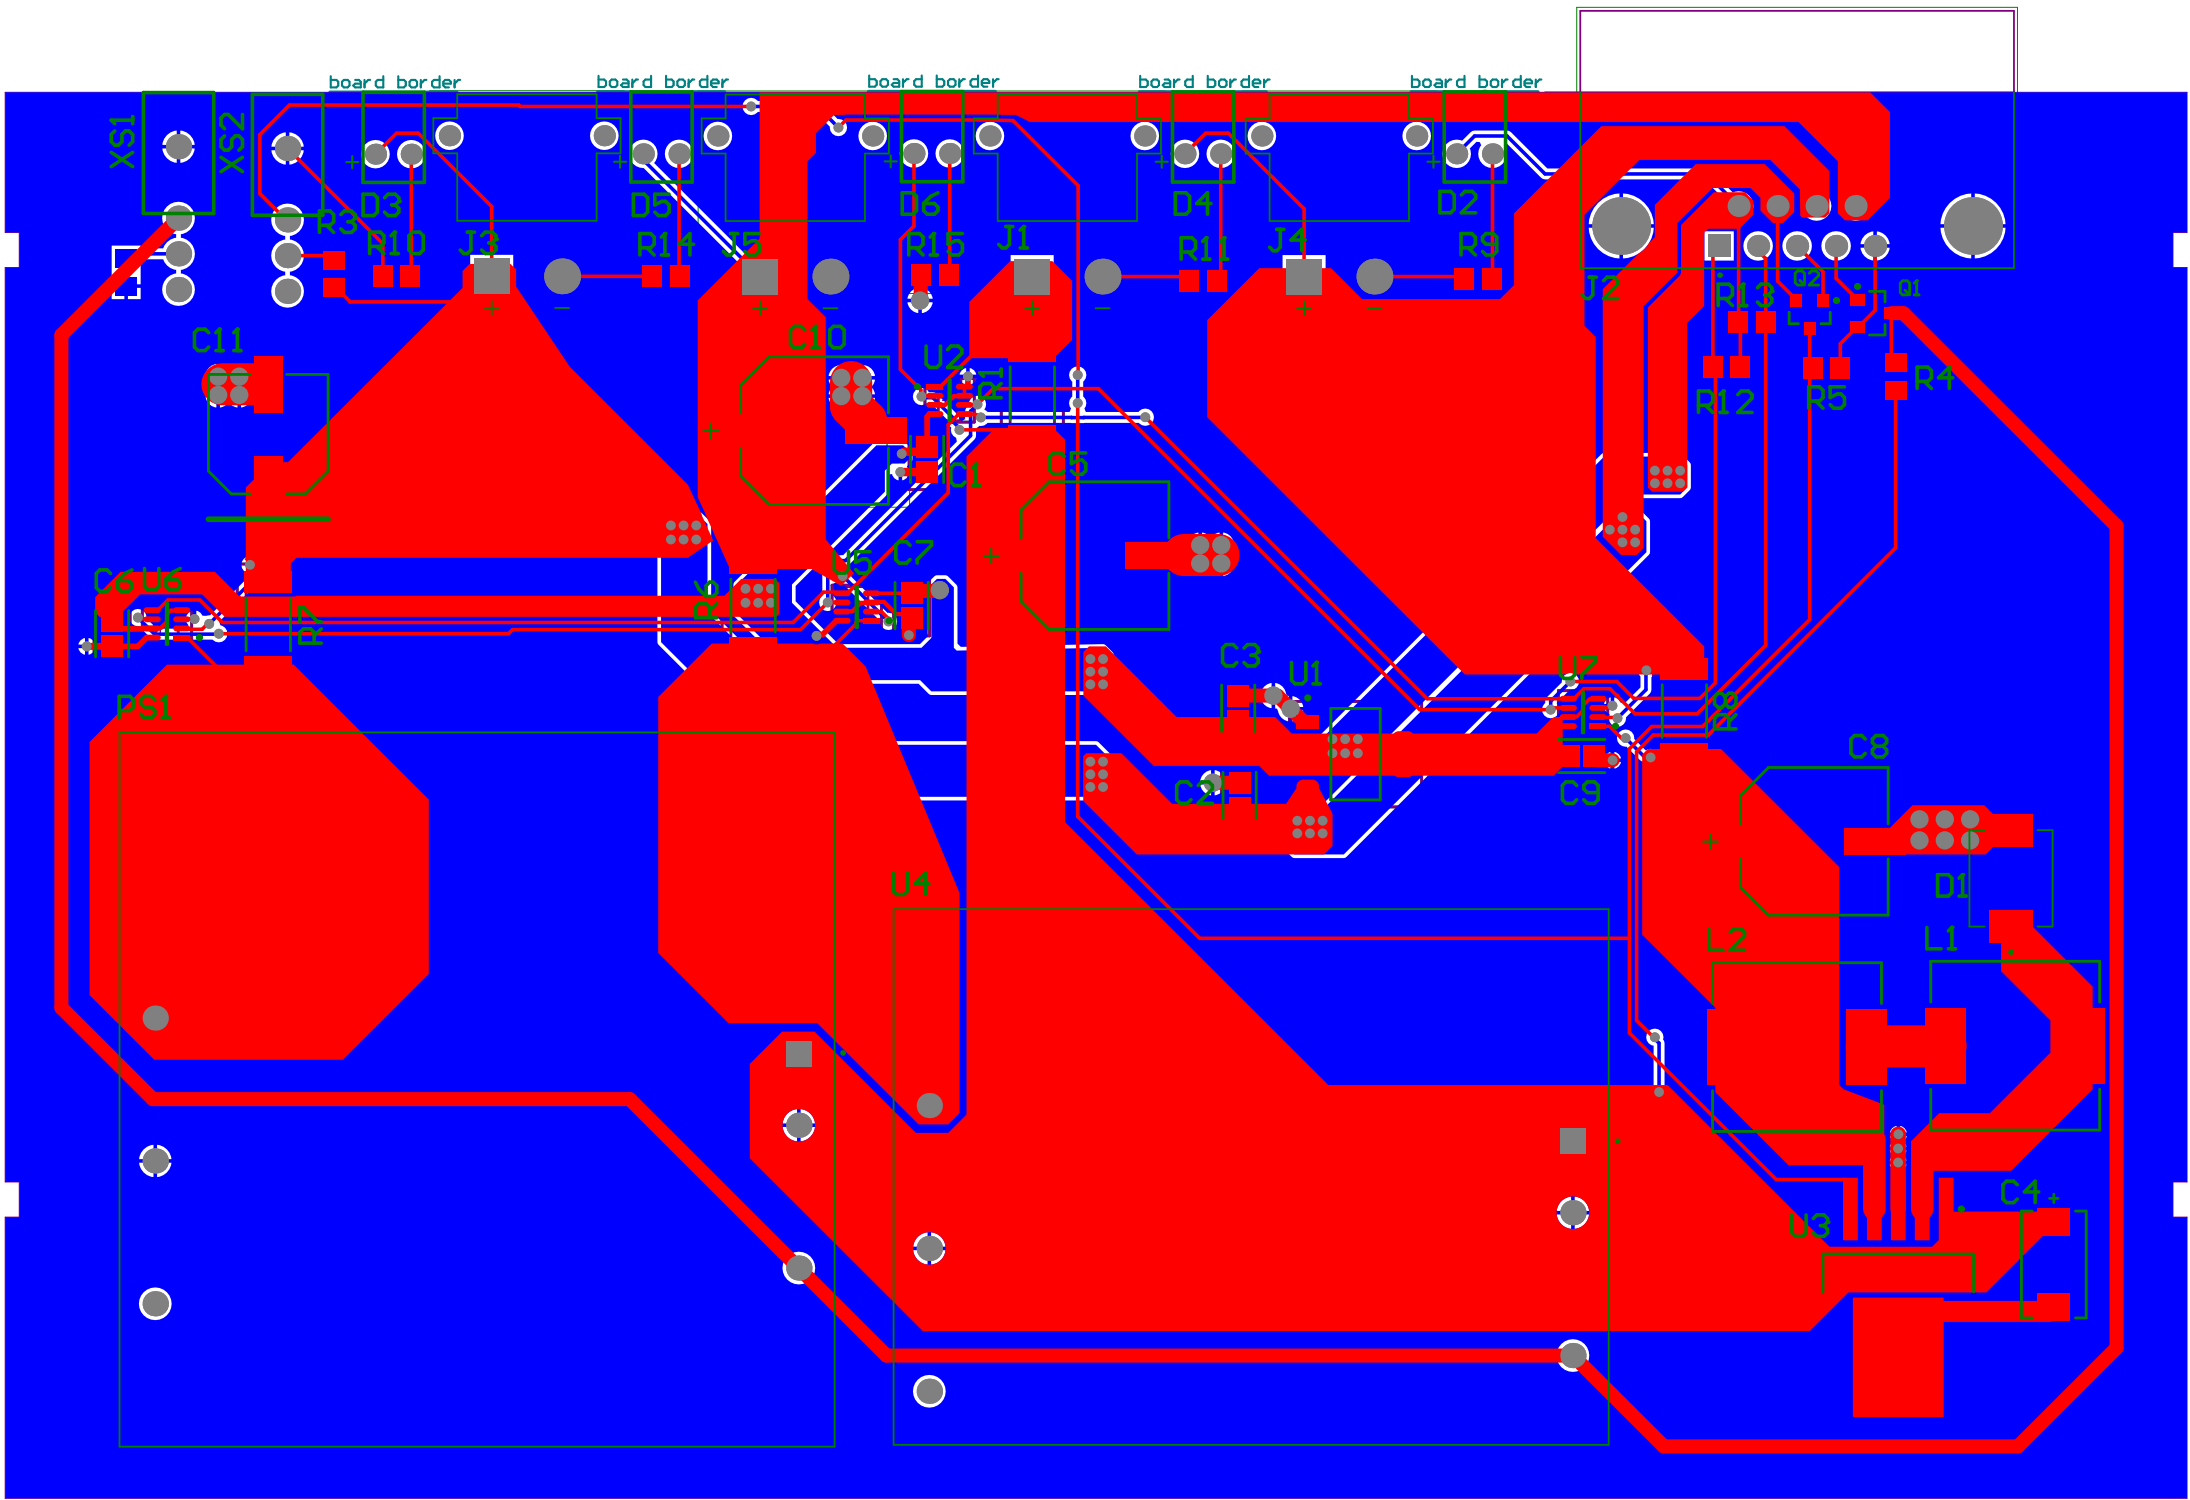 board border board border board border board border board border
XS1
XS2
R3
D3
R10
J3
D5
R14
J5
D6
R15
J1
D4
R11
J4
D2
R9
J2
R13
Q2
Q1
+ + + + +
+ − + − + − + −
C11
C10
U2
R1
R12
R5
R4
+
C1
C5
+
C6
U6
R7
R6
U5
C7
C3
U1
U7
R8
PS1
C2
C9
C8
+
U4
D1
L2
L1
C4 +
U3